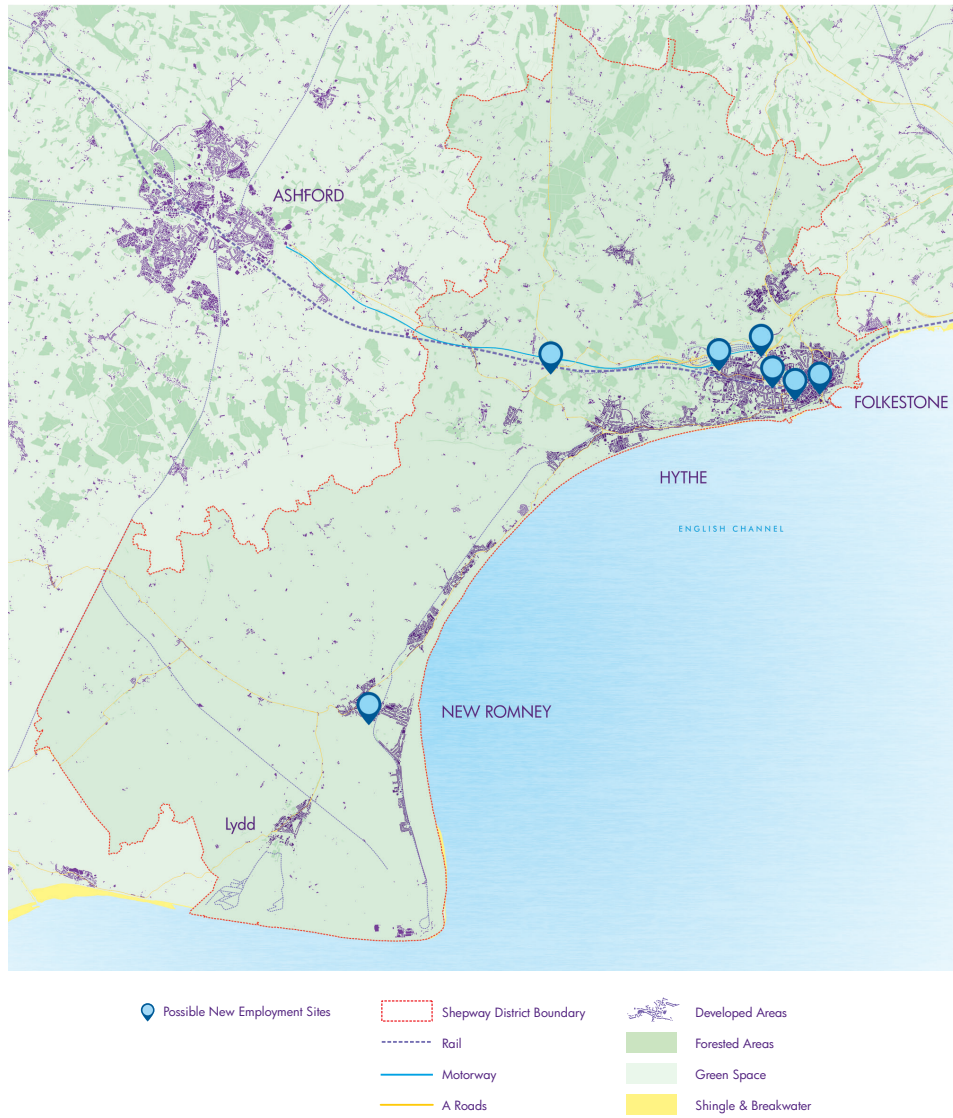 ASHFORD
FOLKESTONE
HYTHE
ENGLISH CHANNEL
NEW ROMNEY
Lydd
Possible New Employment Sites
Shepway District Boundary
Rail
Motorway
A Roads
Developed Areas
Forested Areas
Green Space
Shingle & Breakwater